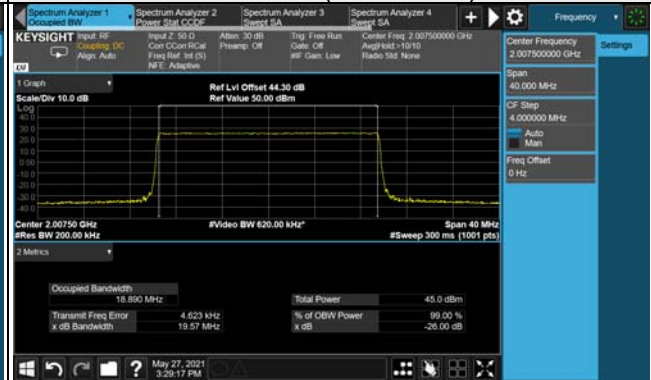 Spectrum Analyzer 1
Occupied BW
Spectrum Analyzer 2
Power Stat CCDF
Spectrum Analyzer 3
Swept SA
Spectrum Analyzer 4
Swept SA
Frequency
KEYSIGHT
Input: RF
Coupling: DC
Align: Auto
Input Z: 50 Ω
Corr CCorr RCal
Freq Ref: Int (S)
NFE: Adaptive
Atten: 30 dB
Preamp: Off
Trig: Free Run
Gate: Off
#IF Gain: Low
Center Freq: 2.007500000 GHz
Avg|Hold:>10/10
Radio Std: None
Center Frequency
2.007500000 GHz
Settings
Span
40.000 MHz
CF Step
4.000000 MHz
Auto
Man
Freq Offset
0 Hz
1 Graph
Scale/Div 10.0 dB
Ref Lvl Offset 44.30 dB
Ref Value 50.00 dBm
Log
40.0
30.0
20.0
10.0
0.00
-10.0
-20.0
-30.0
-40.0
Center 2.00750 GHz
#Res BW 200.00 kHz
#Video BW 620.00 kHz*
Span 40 MHz
#Sweep 300 ms (1001 pts)
2 Metrics
Occupied Bandwidth
18.890 MHz
Total Power
45.0 dBm
Transmit Freq Error
4.623 kHz
% of OBW Power
99.00 %
x dB Bandwidth
19.57 MHz
x dB
-26.00 dB
May 27, 2021
3:29:17 PM